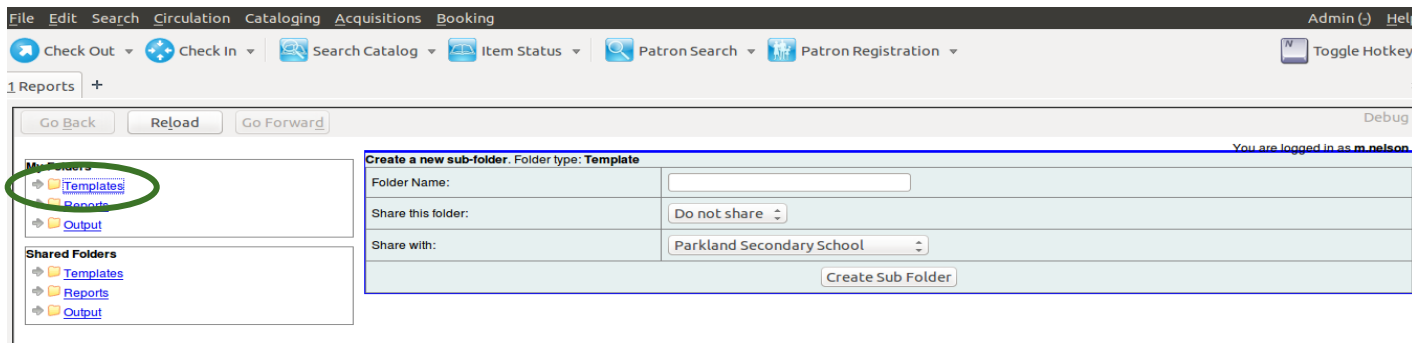 File Edit Search Circulation Cataloging Acquisitions Booking Admin (-) Help
Check Out Check In Search Catalog Item Status Patron Search Patron Registration N Toggle Hotkey
1 Reports +
Go Back Reload Go Forward Debug
You are logged in as m.nelson
My Folders
Templates
Reports
Output
Shared Folders
Templates
Reports
Output
Create a new sub-folder. Folder type: Template
Folder Name:
Share this folder: Do not share
Share with: Parkland Secondary School
Create Sub Folder